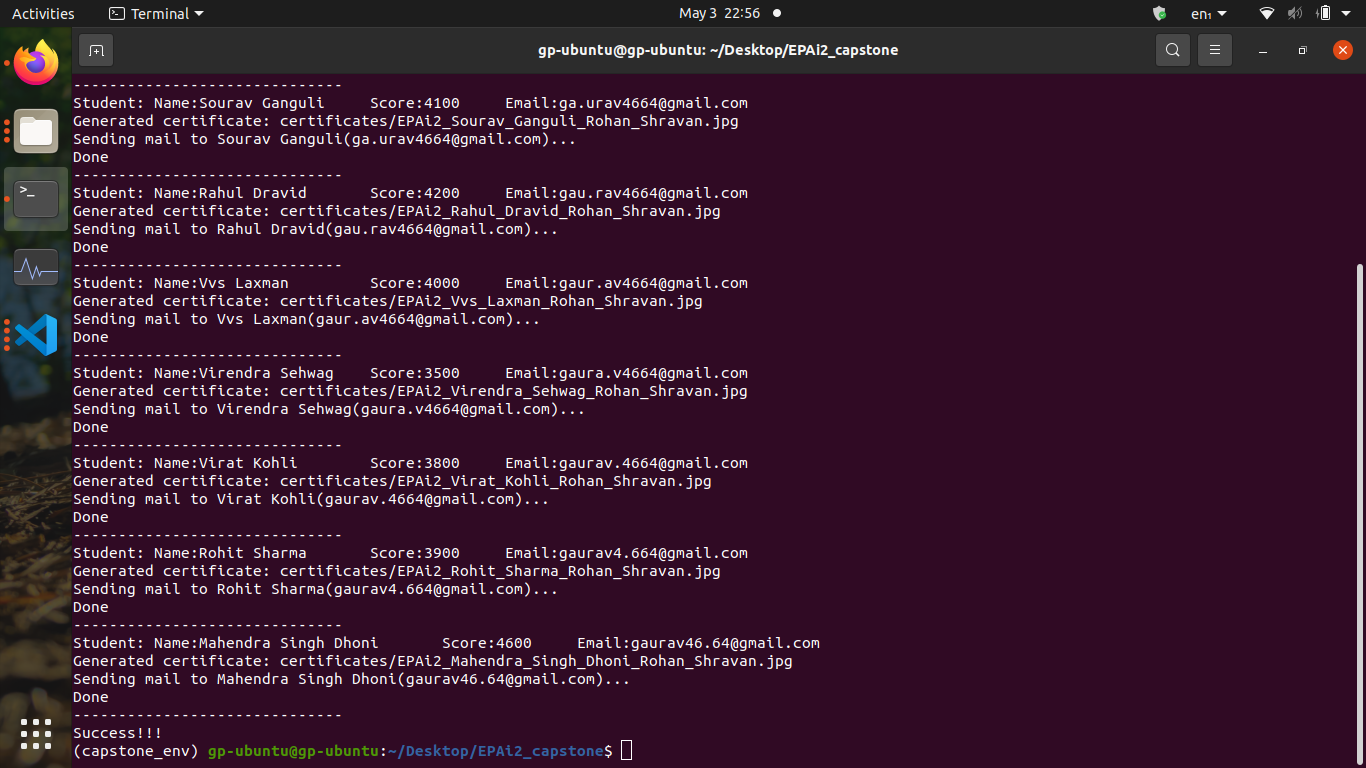 Activities Terminal May 3 22:56 en₁
gp-ubuntu@gp-ubuntu: ~/Desktop/EPAi2_capstone
------------------------------
Student: Name:Sourav Ganguli Score:4100 Email:ga.urav4664@gmail.com
Generated certificate: certificates/EPAi2_Sourav_Ganguli_Rohan_Shravan.jpg
Sending mail to Sourav Ganguli(ga.urav4664@gmail.com)...
Done
------------------------------
Student: Name:Rahul Dravid Score:4200 Email:gau.rav4664@gmail.com
Generated certificate: certificates/EPAi2_Rahul_Dravid_Rohan_Shravan.jpg
Sending mail to Rahul Dravid(gau.rav4664@gmail.com)...
Done
------------------------------
Student: Name:Vvs Laxman Score:4000 Email:gaur.av4664@gmail.com
Generated certificate: certificates/EPAi2_Vvs_Laxman_Rohan_Shravan.jpg
Sending mail to Vvs Laxman(gaur.av4664@gmail.com)...
Done
------------------------------
Student: Name:Virendra Sehwag Score:3500 Email:gaura.v4664@gmail.com
Generated certificate: certificates/EPAi2_Virendra_Sehwag_Rohan_Shravan.jpg
Sending mail to Virendra Sehwag(gaura.v4664@gmail.com)...
Done
------------------------------
Student: Name:Virat Kohli Score:3800 Email:gaurav.4664@gmail.com
Generated certificate: certificates/EPAi2_Virat_Kohli_Rohan_Shravan.jpg
Sending mail to Virat Kohli(gaurav.4664@gmail.com)...
Done
------------------------------
Student: Name:Rohit Sharma Score:3900 Email:gaurav4.664@gmail.com
Generated certificate: certificates/EPAi2_Rohit_Sharma_Rohan_Shravan.jpg
Sending mail to Rohit Sharma(gaurav4.664@gmail.com)...
Done
------------------------------
Student: Name:Mahendra Singh Dhoni Score:4600 Email:gaurav46.64@gmail.com
Generated certificate: certificates/EPAi2_Mahendra_Singh_Dhoni_Rohan_Shravan.jpg
Sending mail to Mahendra Singh Dhoni(gaurav46.64@gmail.com)...
Done
------------------------------
Success!!!
(capstone_env) gp-ubuntu@gp-ubuntu:~/Desktop/EPAi2_capstone$